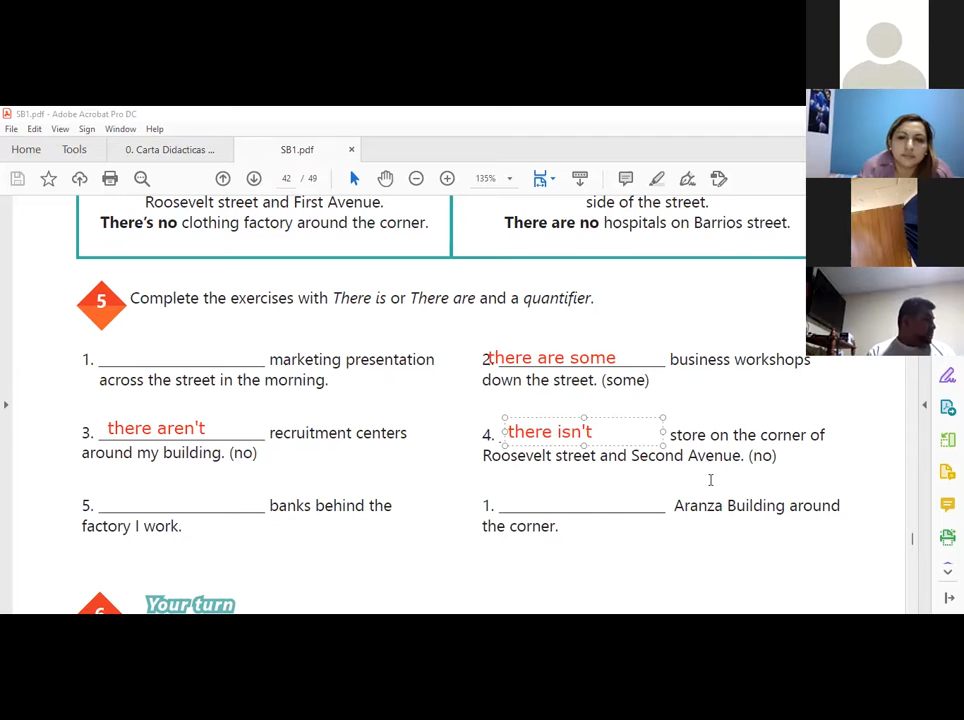 SB1.pdf - Adobe Acrobat Pro DC
File Edit View Sign Window Help
Home Tools 0. Carta Didacticas ... SB1.pdf
42 / 49 135%
Roosevelt street and First Avenue.
There's no clothing factory around the corner.
side of the street.
There are no hospitals on Barrios street.
5 Complete the exercises with There is or There are and a quantifier.
1. ____________________ marketing presentation
across the street in the morning.
2. there are some business workshops
down the street. (some)
3. there aren't recruitment centers
around my building. (no)
4. there isn't store on the corner of
Roosevelt street and Second Avenue. (no)
5. ____________________ banks behind the
factory I work.
1. ____________________ Aranza Building around
the corner.
6 Your turn